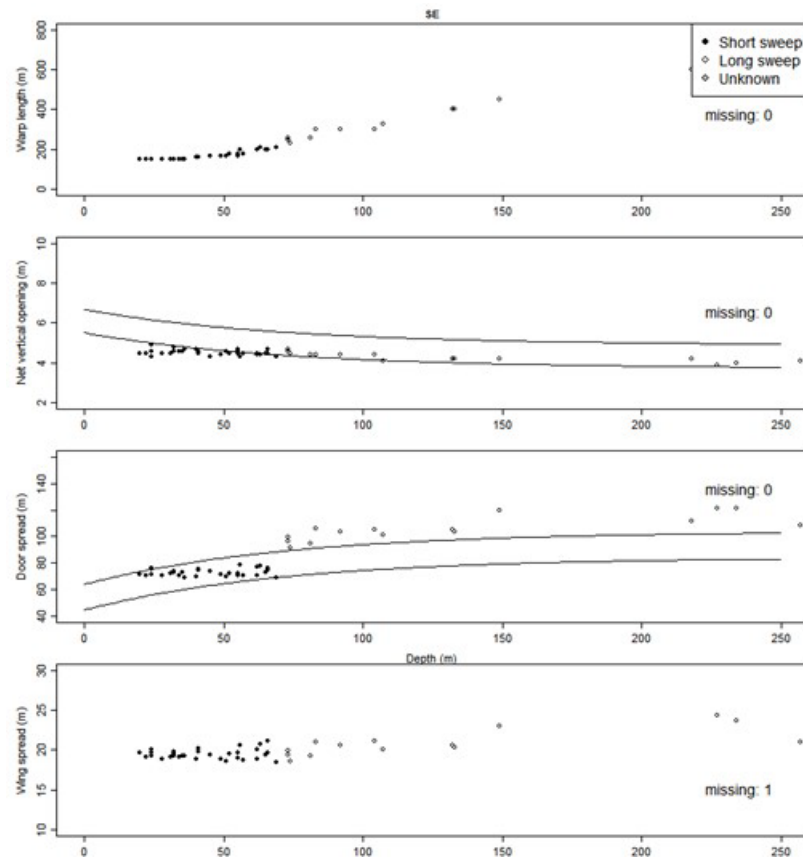 SE
Warp length (m)
800
600
400
200
0
Short sweep
Long sweep
Unknown
missing: 0
0 50 100 150 200 250
Net vertical opening (m)
10
8
6
4
2
missing: 0
0 50 100 150 200 250
Door spread (m)
140
100
80
60
40
missing: 0
0 50 100 150 200 250
Depth (m)
Wing spread (m)
30
25
20
15
10
missing: 1
0 50 100 150 200 250